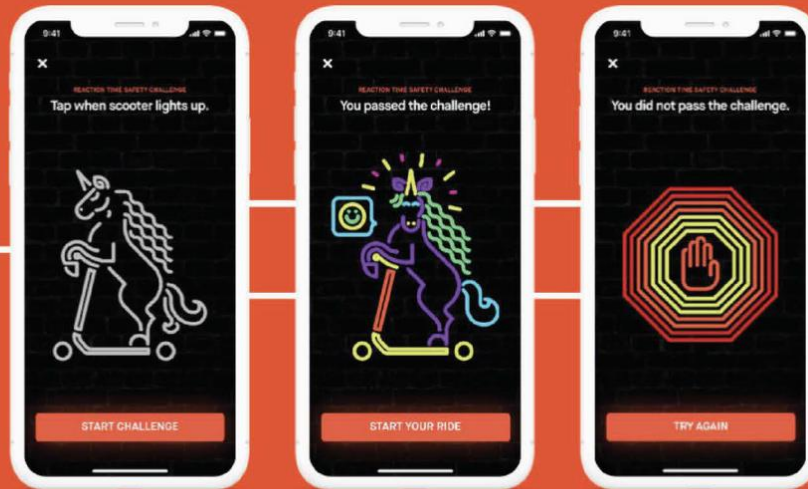 9:41
REACTION TIME SAFETY CHALLENGE
Tap when scooter lights up.
START CHALLENGE
9:41
REACTION TIME SAFETY CHALLENGE
You passed the challenge!
START YOUR RIDE
9:41
REACTION TIME SAFETY CHALLENGE
You did not pass the challenge.
TRY AGAIN